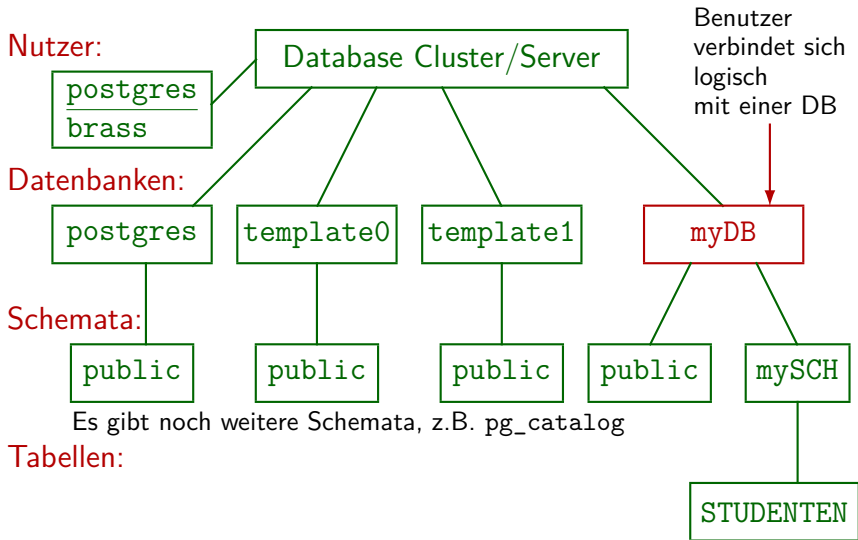 Nutzer:
postgres
brass
Database Cluster/Server
Benutzer
verbindet sich
logisch
mit einer DB
Datenbanken:
postgres
template0
template1
myDB
Schemata:
public
public
public
public
mySCH
Es gibt noch weitere Schemata, z.B. pg_catalog
Tabellen:
STUDENTEN